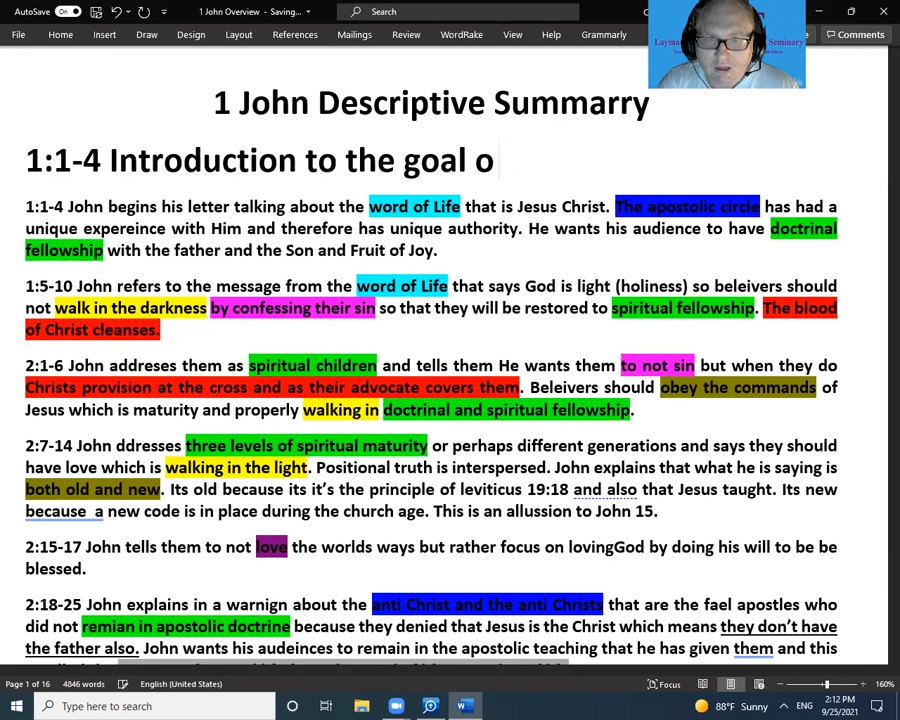 AutoSave On 1 John Overview - Saving... Search
File Home Insert Draw Design Layout References Mailings Review WordRake View Help Grammarly Comments
Layman Seminary
1 John Descriptive Summarry
1:1-4 Introduction to the goal o
1:1-4 John begins his letter talking about the word of Life that is Jesus Christ. The apostolic circle has had a
unique expereince with Him and therefore has unique authority. He wants his audience to have doctrinal
fellowship with the father and the Son and Fruit of Joy.
1:5-10 John refers to the message from the word of Life that says God is light (holiness) so beleivers should
not walk in the darkness by confessing their sin so that they will be restored to spiritual fellowship. The blood
of Christ cleanses.
2:1-6 John addreses them as spiritual children and tells them He wants them to not sin but when they do
Christs provision at the cross and as their advocate covers them. Beleivers should obey the commands of
Jesus which is maturity and properly walking in doctrinal and spiritual fellowship.
2:7-14 John ddresses three levels of spiritual maturity or perhaps different generations and says they should
have love which is walking in the light. Positional truth is interspersed. John explains that what he is saying is
both old and new. Its old because its it's the principle of leviticus 19:18 and also that Jesus taught. Its new
because a new code is in place during the church age. This is an allussion to John 15.
2:15-17 John tells them to not love the worlds ways but rather focus on lovingGod by doing his will to be be
blessed.
2:18-25 John explains in a warnign about the anti Christ and the anti Christs that are the fael apostles who
did not remian in apostolic doctrine because they denied that Jesus is the Christ which means they don't have
the father also. John wants his audeinces to remain in the apostolic teaching that he has given them and this
Page 1 of 16 4846 words English (United States) Focus 160%
Type here to search 88°F Sunny ENG 2:12 PM
9/25/2021